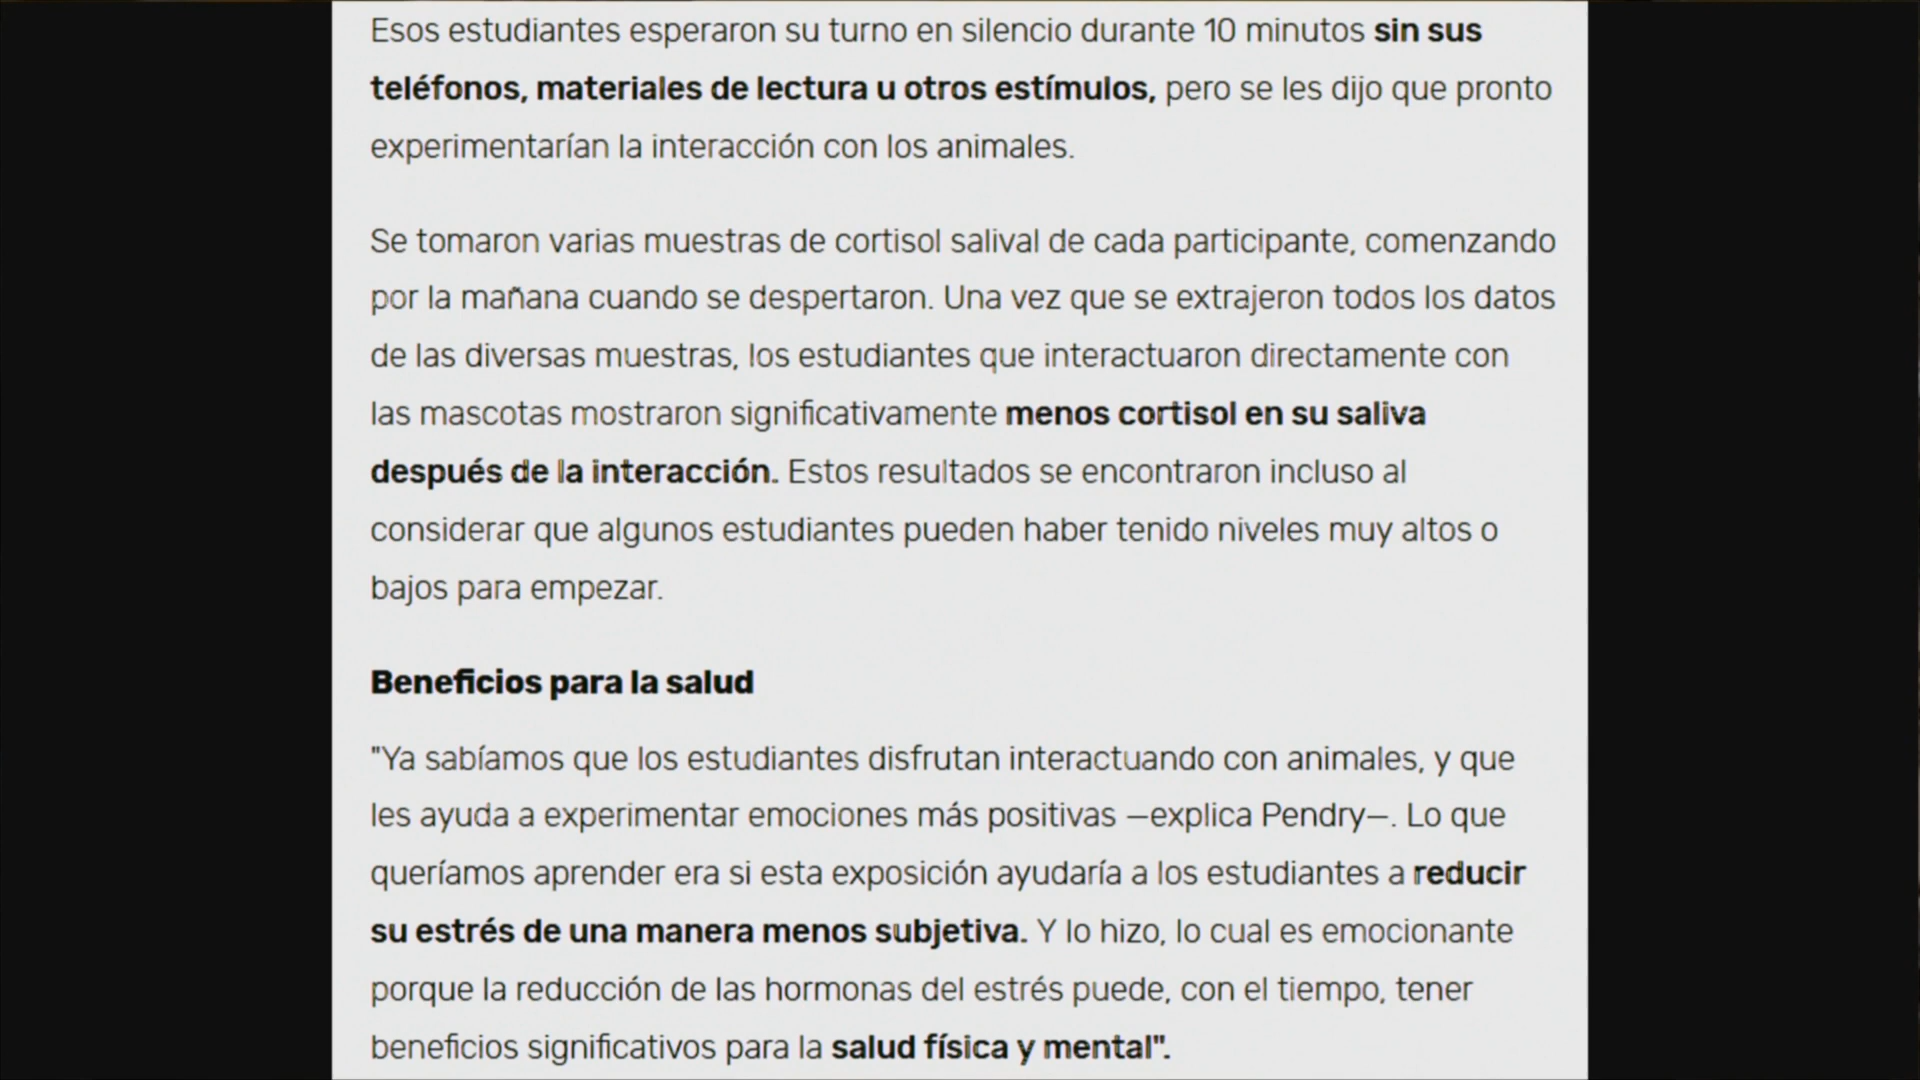 Esos estudiantes esperaron su turno en silencio durante 10 minutos sin sus
teléfonos, materiales de lectura u otros estímulos, pero se les dijo que pronto
experimentarían la interacción con los animales.
Se tomaron varias muestras de cortisol salival de cada participante, comenzando
por la mañana cuando se despertaron. Una vez que se extrajeron todos los datos
de las diversas muestras, los estudiantes que interactuaron directamente con
las mascotas mostraron significativamente menos cortisol en su saliva
después de la interacción. Estos resultados se encontraron incluso al
considerar que algunos estudiantes pueden haber tenido niveles muy altos o
bajos para empezar.
Beneficios para la salud
"Ya sabíamos que los estudiantes disfrutan interactuando con animales, y que
les ayuda a experimentar emociones más positivas —explica Pendry—. Lo que
queríamos aprender era si esta exposición ayudaría a los estudiantes a reducir
su estrés de una manera menos subjetiva. Y lo hizo, lo cual es emocionante
porque la reducción de las hormonas del estrés puede, con el tiempo, tener
beneficios significativos para la salud física y mental".